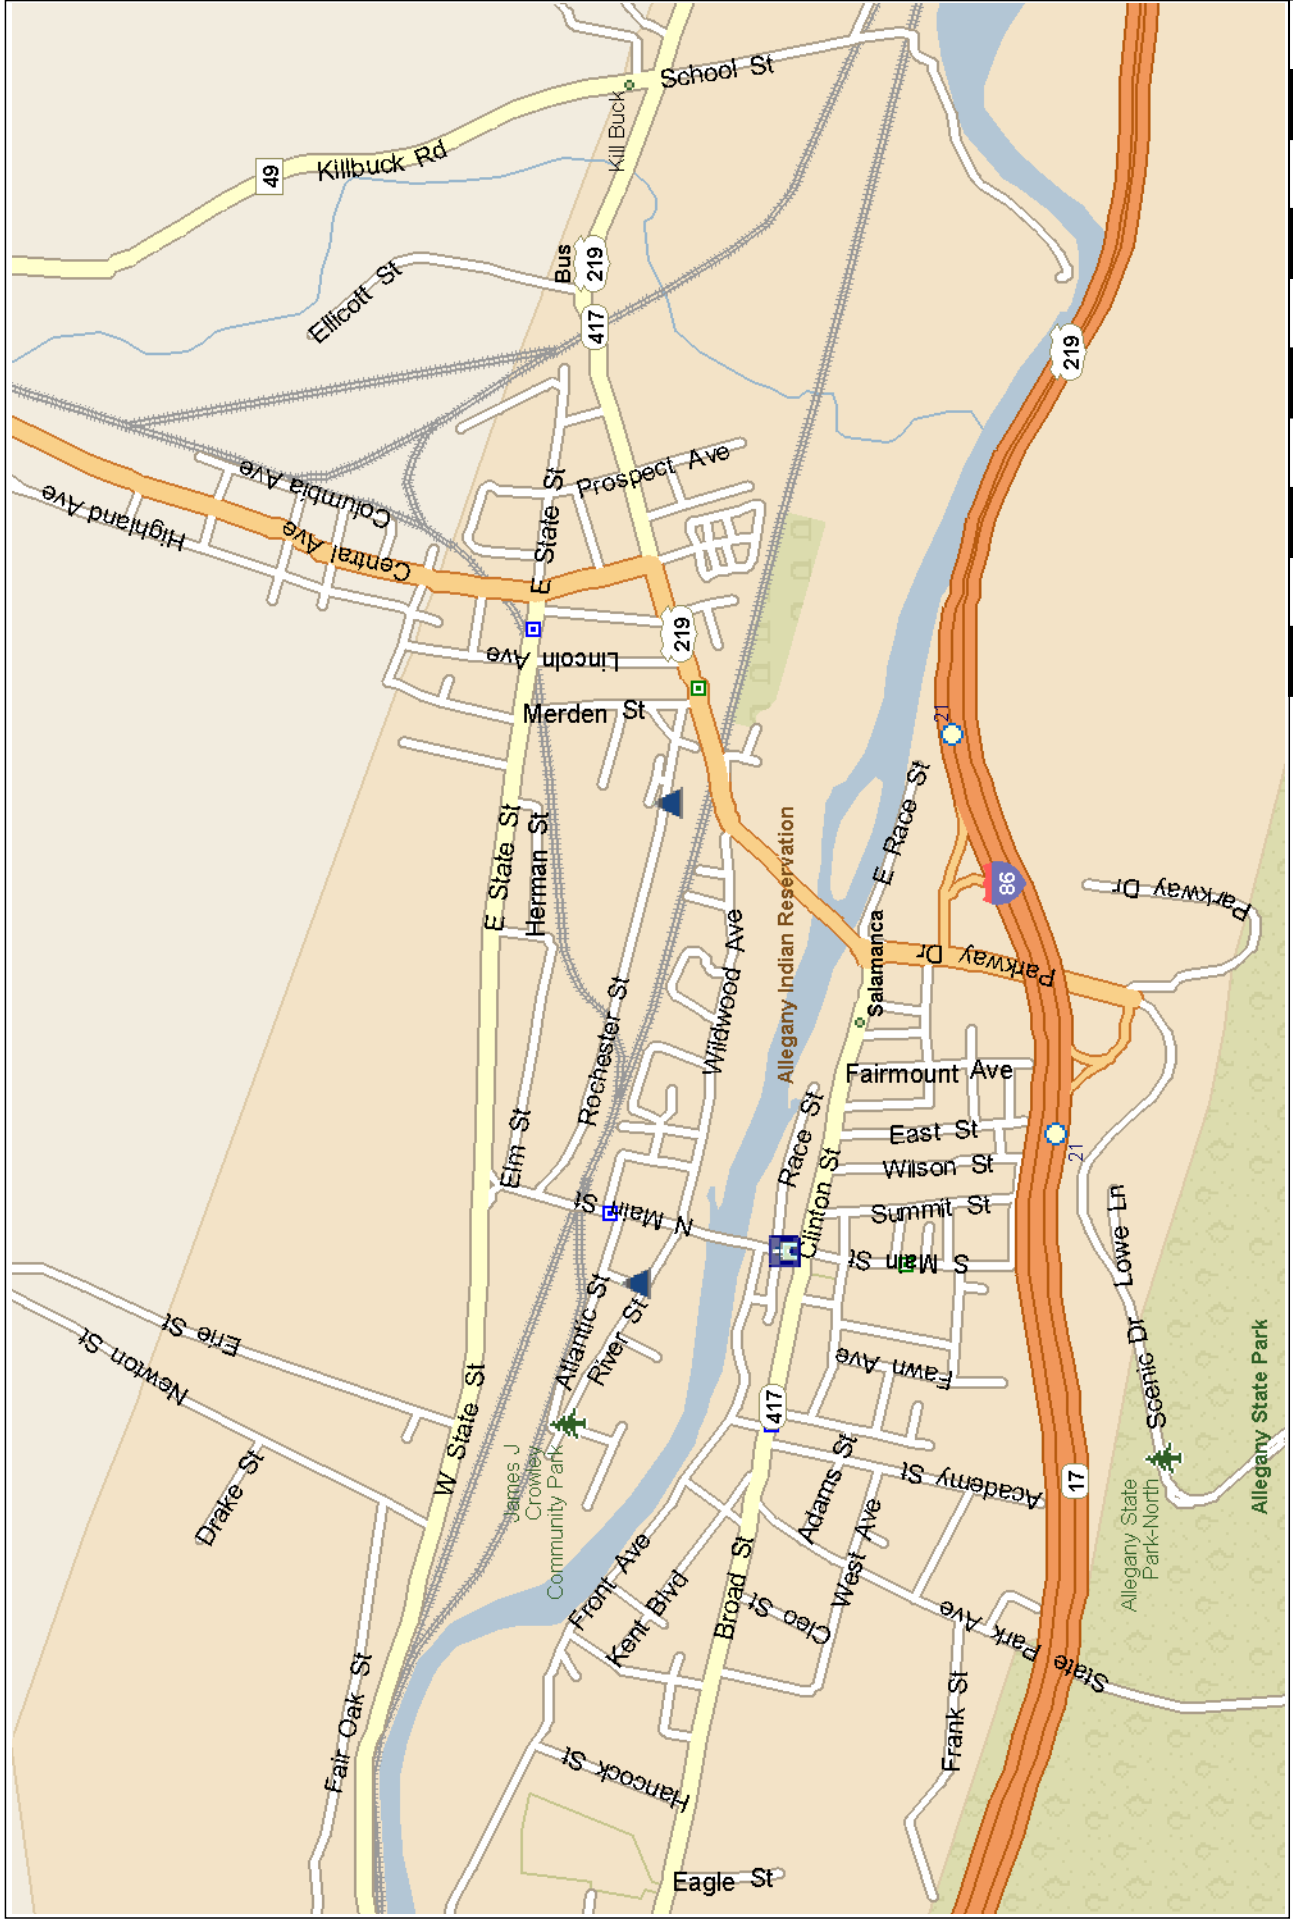 School St
Kill Buck
Killbuck Rd
49
Bus
219
417
Ellicott St
219
Columbia Ave
Highland Ave
Central Ave
E State St
Prospect Ave
219
Lincoln Ave
Merden St
21
E State St
Herman St
E Race St
86
Parkway Dr
Allegany Indian Reservation
Wildwood Ave
Salamanca
Parkway Dr
Rochester St
Fairmount Ave
Elm St
Race St
East St
Wilson St
21
N Main St
Clinton St
Summit St
S Main St
Lowe Ln
Erie St
Newton St
Atlantic St
River St
Fawn Ave
Scenic Dr
Allegany State Park
W State St
417
James J
Crowley
Community Park
Drake St
Adams St
Academy St
17
Allegany State
Park-North
Front Ave
Kent Blvd
Broad St
Cleo St
West Ave
State Park Ave
Fair Oak St
Frank St
Hancock St
Eagle St